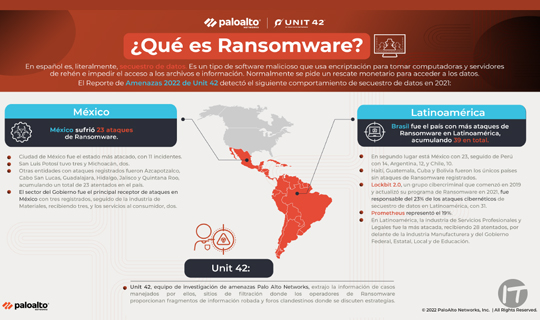 paloalto
NETWORKS
UNIT 42
¿Qué es Ransomware?
En español es, literalmente, secuestro de datos. Es un tipo de software malicioso que usa encriptación para tomar computadoras y servidores
de rehén e impedir el acceso a los archivos e información. Normalmente se pide un rescate monetario para acceder a los datos.
El Reporte de Amenazas 2022 de Unit 42 detectó el siguiente comportamiento de secuestro de datos en 2021:
México
México sufrió 23 ataques
de Ransomware.
Ciudad de México fue el estado más atacado, con 11 incidentes.
San Luis Potosí tuvo tres y Michoacán, dos.
Otras entidades con ataques registrados fueron Azcapotzalco,
Cabo San Lucas, Guadalajara, Hidalgo, Jalisco y Quintana Roo,
acumulando un total de 23 atentados en el país.
El sector del Gobierno fue el principal receptor de ataques en
México con tres registrados, seguido de la industria de
Materiales, recibiendo tres, y los servicios al consumidor, dos.
Latinoamérica
Brasil fue el país con más ataques
de Ransomware en Latinoamérica,
acumulando 39 en total.
En segundo lugar está México con 23, seguido de Perú
con 14, Argentina, 12, y Chile, 10.
Haití, Guatemala, Cuba y Bolivia fueron los únicos países
sin ataques de Ransomware registrados.
Lockbit 2.0, un grupo cibercriminal que comenzó en 2019
y actualizó su programa de Ransomware en 2021, fue
responsable del 23% de los ataques cibernéticos de
secuestro de datos en Latinoamérica, con 31.
Prometheus representó el 19%.
En Latinoamérica, la industria de Servicios Profesionales y
Legales fue la más atacada, recibiendo 28 atentados, por
delante de la Industria Manufacturera y del Gobierno
Federal, Estatal, Local y de Educación.
Unit 42:
Unit 42, equipo de investigación de amenazas Palo Alto Networks, extrajo la información de casos
manejados por ellos, sitios de filtración donde los operadores de Ransomware
proporcionan fragmentos de información robada y foros clandestinos donde se discuten estrategias.
paloalto
NETWORKS
IT
© 2022 PaloAlto Networks, Inc. | All Rights Reserved.